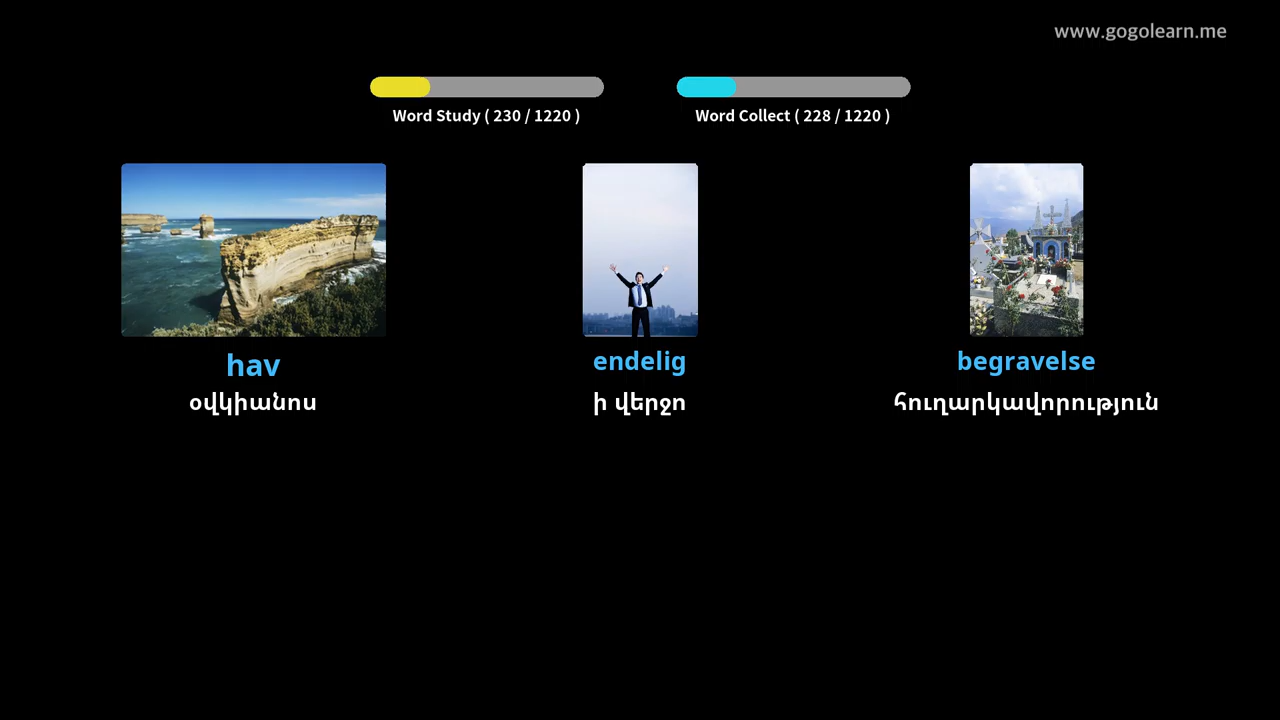 www.gogolearn.me
Word Study ( 230 / 1220 )
Word Collect ( 228 / 1220 )
hav
endelig
begravelse
օվկիանոս
ի վերջո
հուղարկավորություն